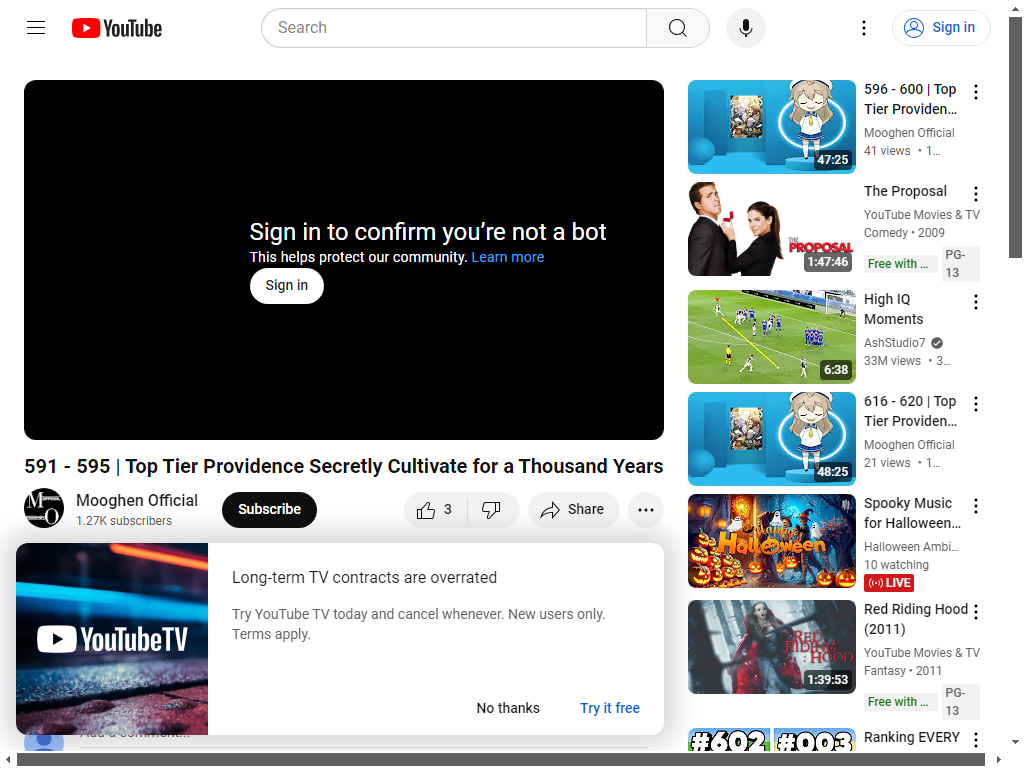 YouTube
Search
Sign in
Sign in to confirm you're not a bot
This helps protect our community. Learn more
Sign in
591 - 595 | Top Tier Providence Secretly Cultivate for a Thousand Years
Mooghen Official
1.27K subscribers
Subscribe
3
Share
YouTubeTV
Long-term TV contracts are overrated
Try YouTube TV today and cancel whenever. New users only.
Terms apply.
No thanks
Try it free
Add a comment...
47:25
596 - 600 | Top
Tier Providen...
Mooghen Official
41 views • 1...
THE
PROPOSAL
1:47:46
The Proposal
YouTube Movies & TV
Comedy • 2009
Free with ...
PG-
13
6:38
High IQ
Moments
AshStudio7
33M views • 3...
48:25
616 - 620 | Top
Tier Providen...
Mooghen Official
21 views • 1...
Happy
Halloween
Spooky Music
for Halloween...
Halloween Ambi...
10 watching
LIVE
RED
RIDING
HOOD
1:39:53
Red Riding Hood
(2011)
YouTube Movies & TV
Fantasy • 2011
Free with ...
PG-
13
#602 #003
Ranking EVERY